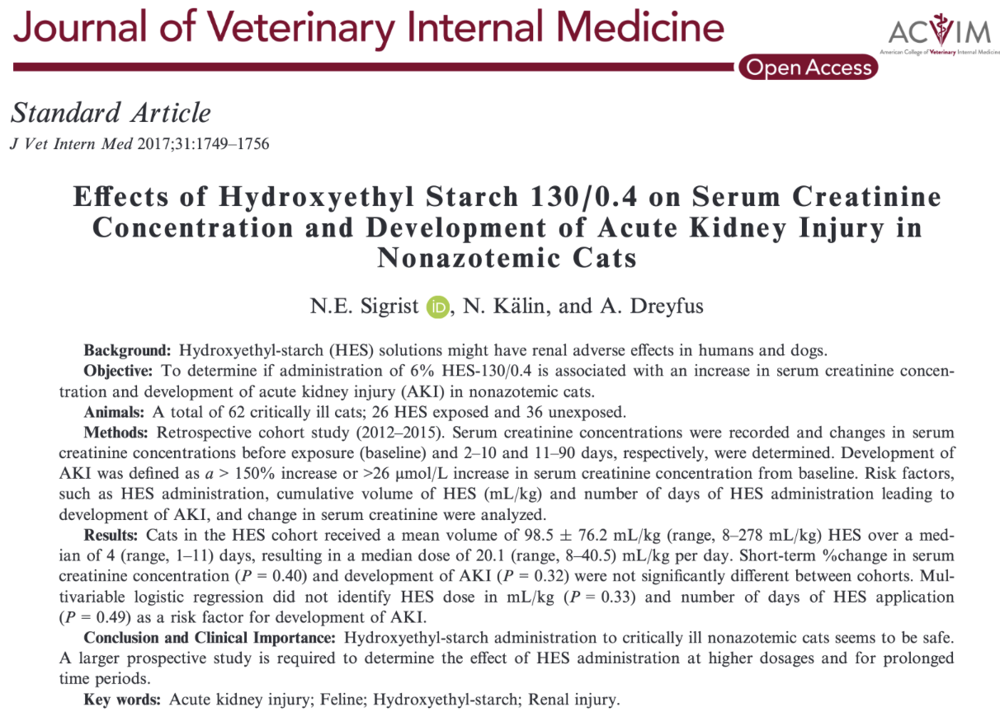 Journal of Veterinary Internal Medicine
ACVIM
American College of Veterinary Internal Medicine
Open Access
Standard Article
J Vet Intern Med 2017;31:1749–1756
Effects of Hydroxyethyl Starch 130/0.4 on Serum Creatinine
Concentration and Development of Acute Kidney Injury in
Nonazotemic Cats
N.E. Sigrist iD, N. Kälin, and A. Dreyfus
Background: Hydroxyethyl-starch (HES) solutions might have renal adverse effects in humans and dogs.
Objective: To determine if administration of 6% HES-130/0.4 is associated with an increase in serum creatinine concen-
tration and development of acute kidney injury (AKI) in nonazotemic cats.
Animals: A total of 62 critically ill cats; 26 HES exposed and 36 unexposed.
Methods: Retrospective cohort study (2012–2015). Serum creatinine concentrations were recorded and changes in serum
creatinine concentrations before exposure (baseline) and 2–10 and 11–90 days, respectively, were determined. Development of
AKI was defined as a > 150% increase or >26 μmol/L increase in serum creatinine concentration from baseline. Risk factors,
such as HES administration, cumulative volume of HES (mL/kg) and number of days of HES administration leading to
development of AKI, and change in serum creatinine were analyzed.
Results: Cats in the HES cohort received a mean volume of 98.5 ± 76.2 mL/kg (range, 8–278 mL/kg) HES over a med-
ian of 4 (range, 1–11) days, resulting in a median dose of 20.1 (range, 8–40.5) mL/kg per day. Short-term %change in serum
creatinine concentration (P = 0.40) and development of AKI (P = 0.32) were not significantly different between cohorts. Mul-
tivariable logistic regression did not identify HES dose in mL/kg (P = 0.33) and number of days of HES application
(P = 0.49) as a risk factor for development of AKI.
Conclusion and Clinical Importance: Hydroxyethyl-starch administration to critically ill nonazotemic cats seems to be safe.
A larger prospective study is required to determine the effect of HES administration at higher dosages and for prolonged
time periods.
Key words: Acute kidney injury; Feline; Hydroxyethyl-starch; Renal injury.